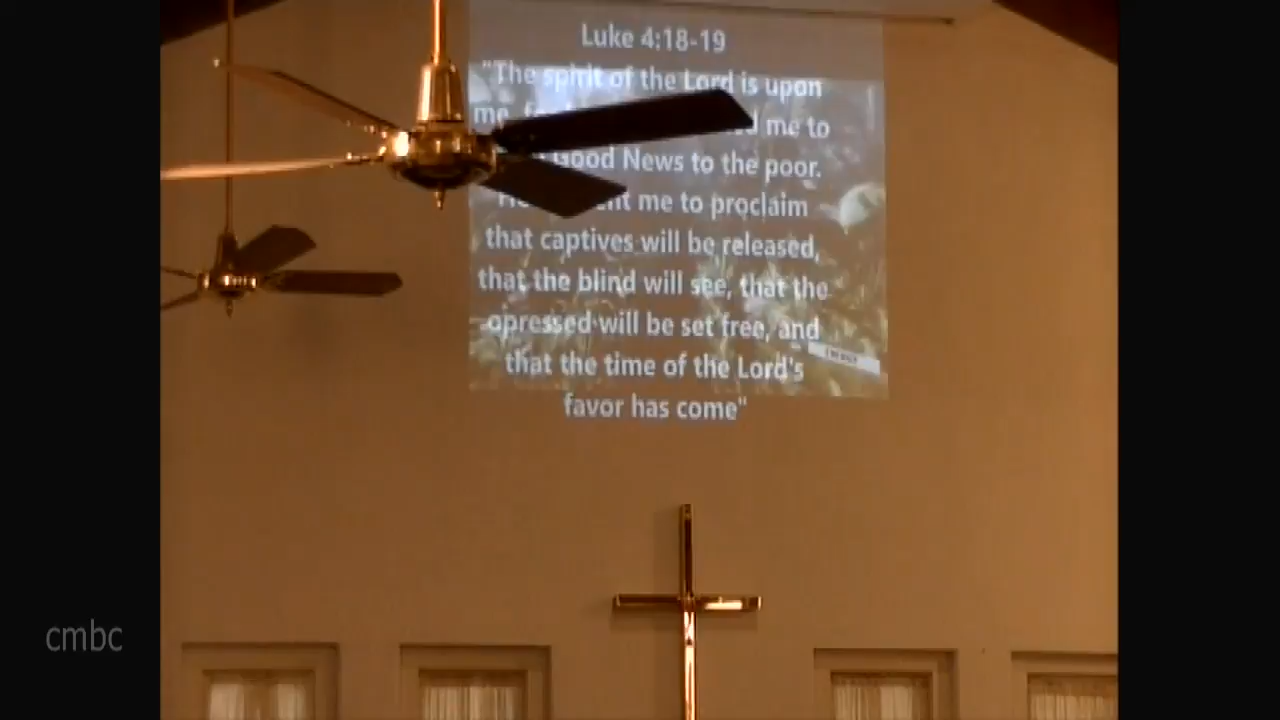 Luke 4:18-19
"The spirit of the Lord is upon
me, me to
Good News to the poor.
me to proclaim
that captives will be released,
that the blind will see, that the
opressed will be set free, and
that the time of the Lord's
favor has come"
cmbc